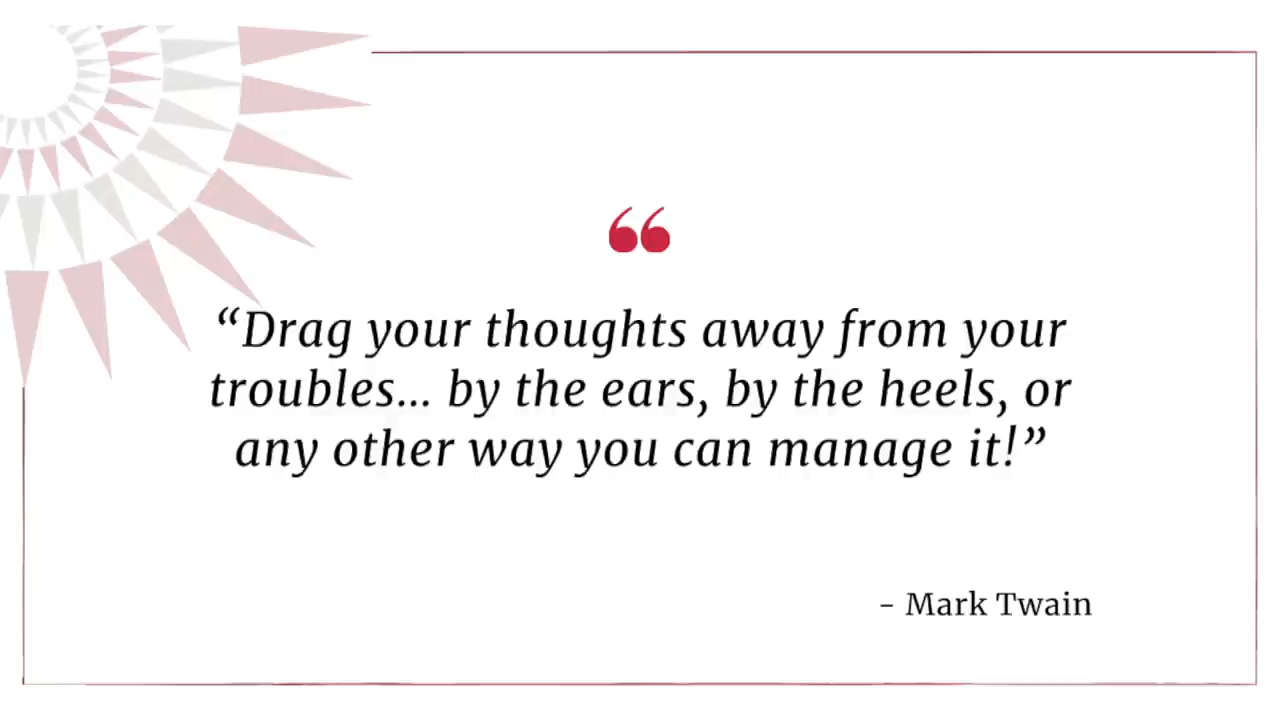 “Drag your thoughts away from your
troubles... by the ears, by the heels, or
any other way you can manage it!”
- Mark Twain